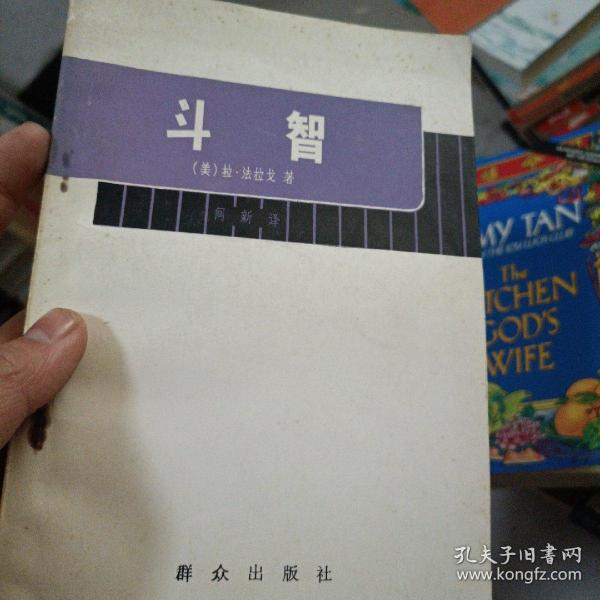 斗智
(美)拉·法拉戈 著
何新译
群众出版社
MY TAN
The
KITCHEN
GOD'S
WIFE
孔夫子旧书网
www.kongfz.com